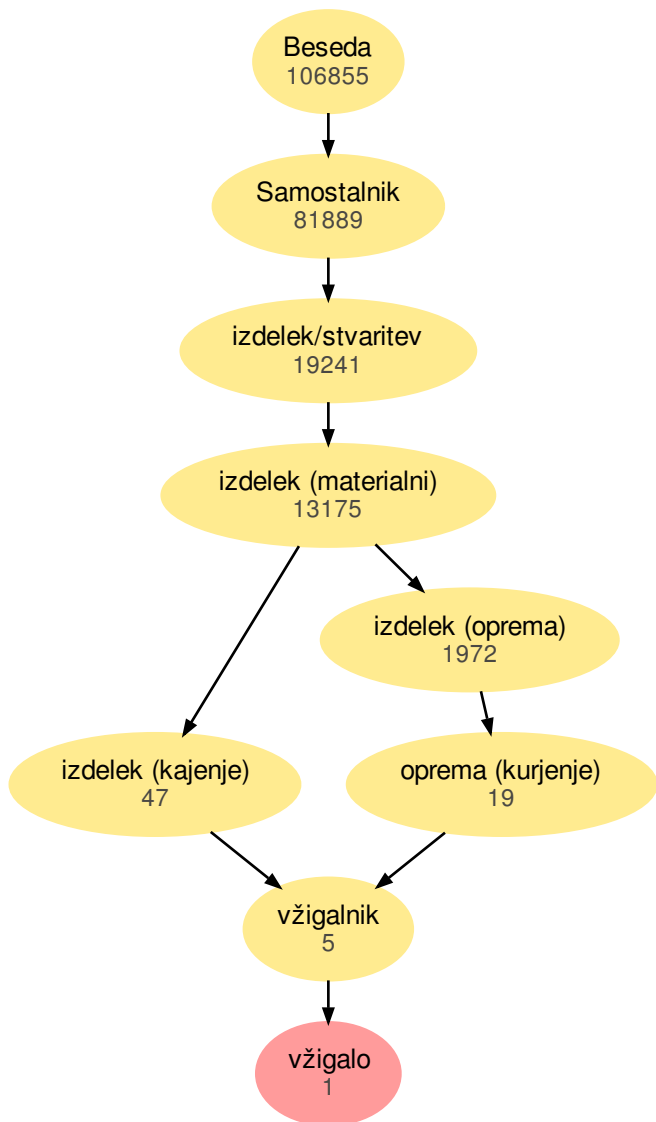 Beseda
106855
Samostalnik
81889
izdelek/stvaritev
19241
izdelek (materialni)
13175
izdelek (oprema)
1972
izdelek (kajenje)
47
oprema (kurjenje)
19
vžigalnik
5
vžigalo
1